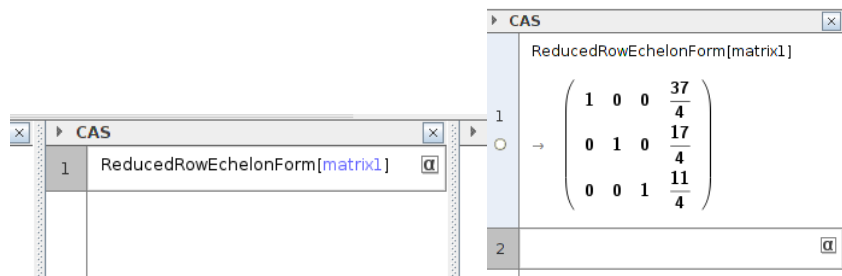 CAS
1 ReducedRowEchelonForm[matrix1] α
CAS
ReducedRowEchelonForm[matrix1]
1
→ ( 1 0 0 37/4
0 1 0 17/4
0 0 1 11/4 )
2 α